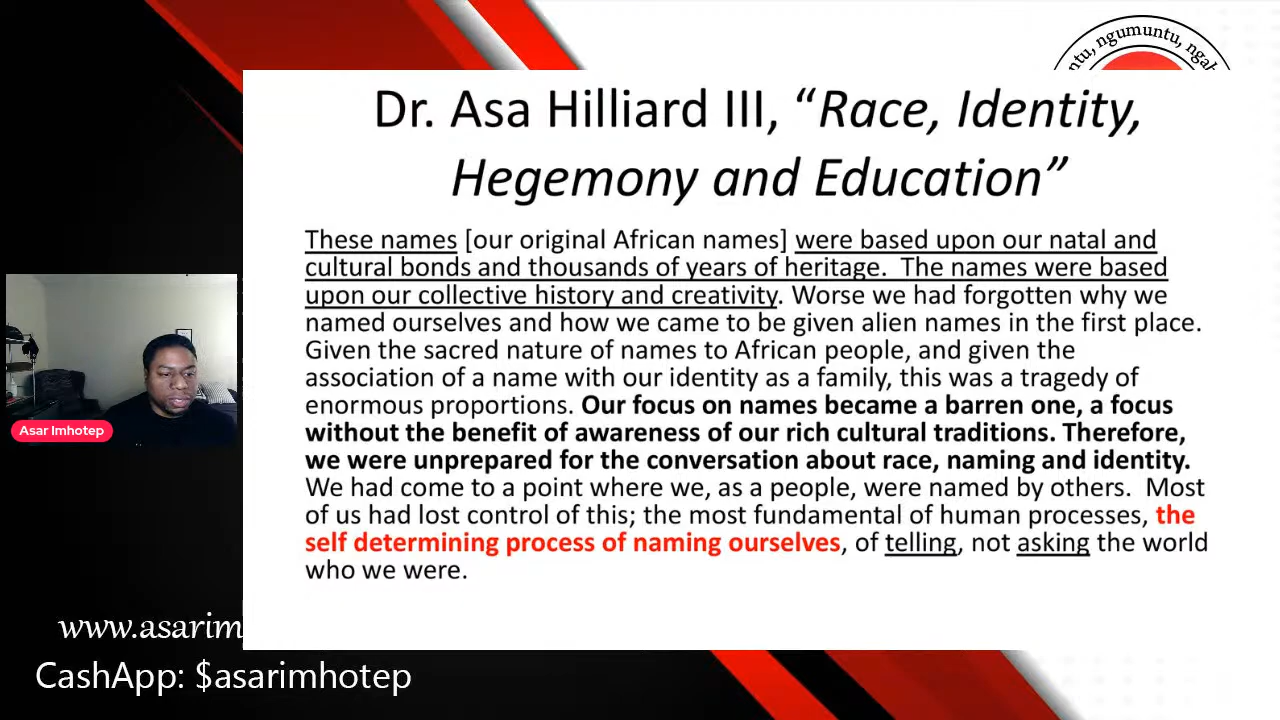 ntu, ngumuntu, ngab
Dr. Asa Hilliard III, “Race, Identity,
Hegemony and Education”
These names [our original African names] were based upon our natal and
cultural bonds and thousands of years of heritage.  The names were based
upon our collective history and creativity. Worse we had forgotten why we
named ourselves and how we came to be given alien names in the first place.
Given the sacred nature of names to African people, and given the
association of a name with our identity as a family, this was a tragedy of
enormous proportions. Our focus on names became a barren one, a focus
without the benefit of awareness of our rich cultural traditions. Therefore,
we were unprepared for the conversation about race, naming and identity.
We had come to a point where we, as a people, were named by others.  Most
of us had lost control of this; the most fundamental of human processes, the
self determining process of naming ourselves, of telling, not asking the world
who we were.
Asar Imhotep
www.asarim
CashApp: $asarimhotep